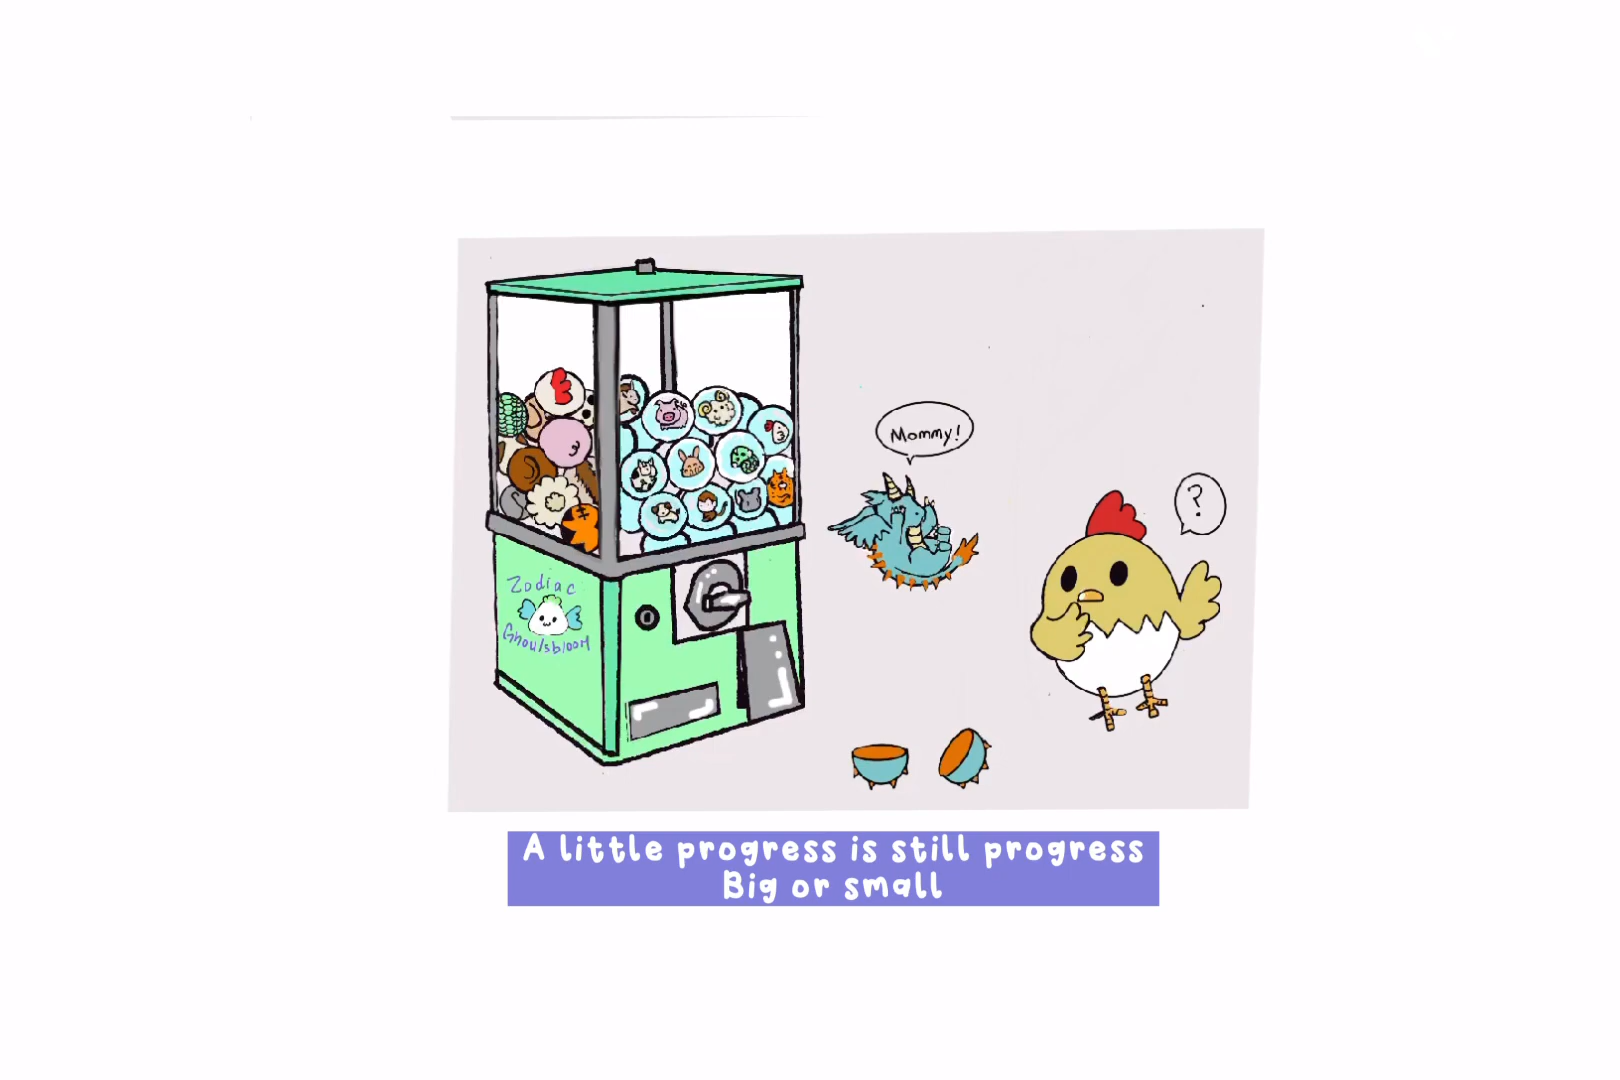 Mommy!
?
Zodiac
Ghoulsbloom
A little progress is still progress
Big or small